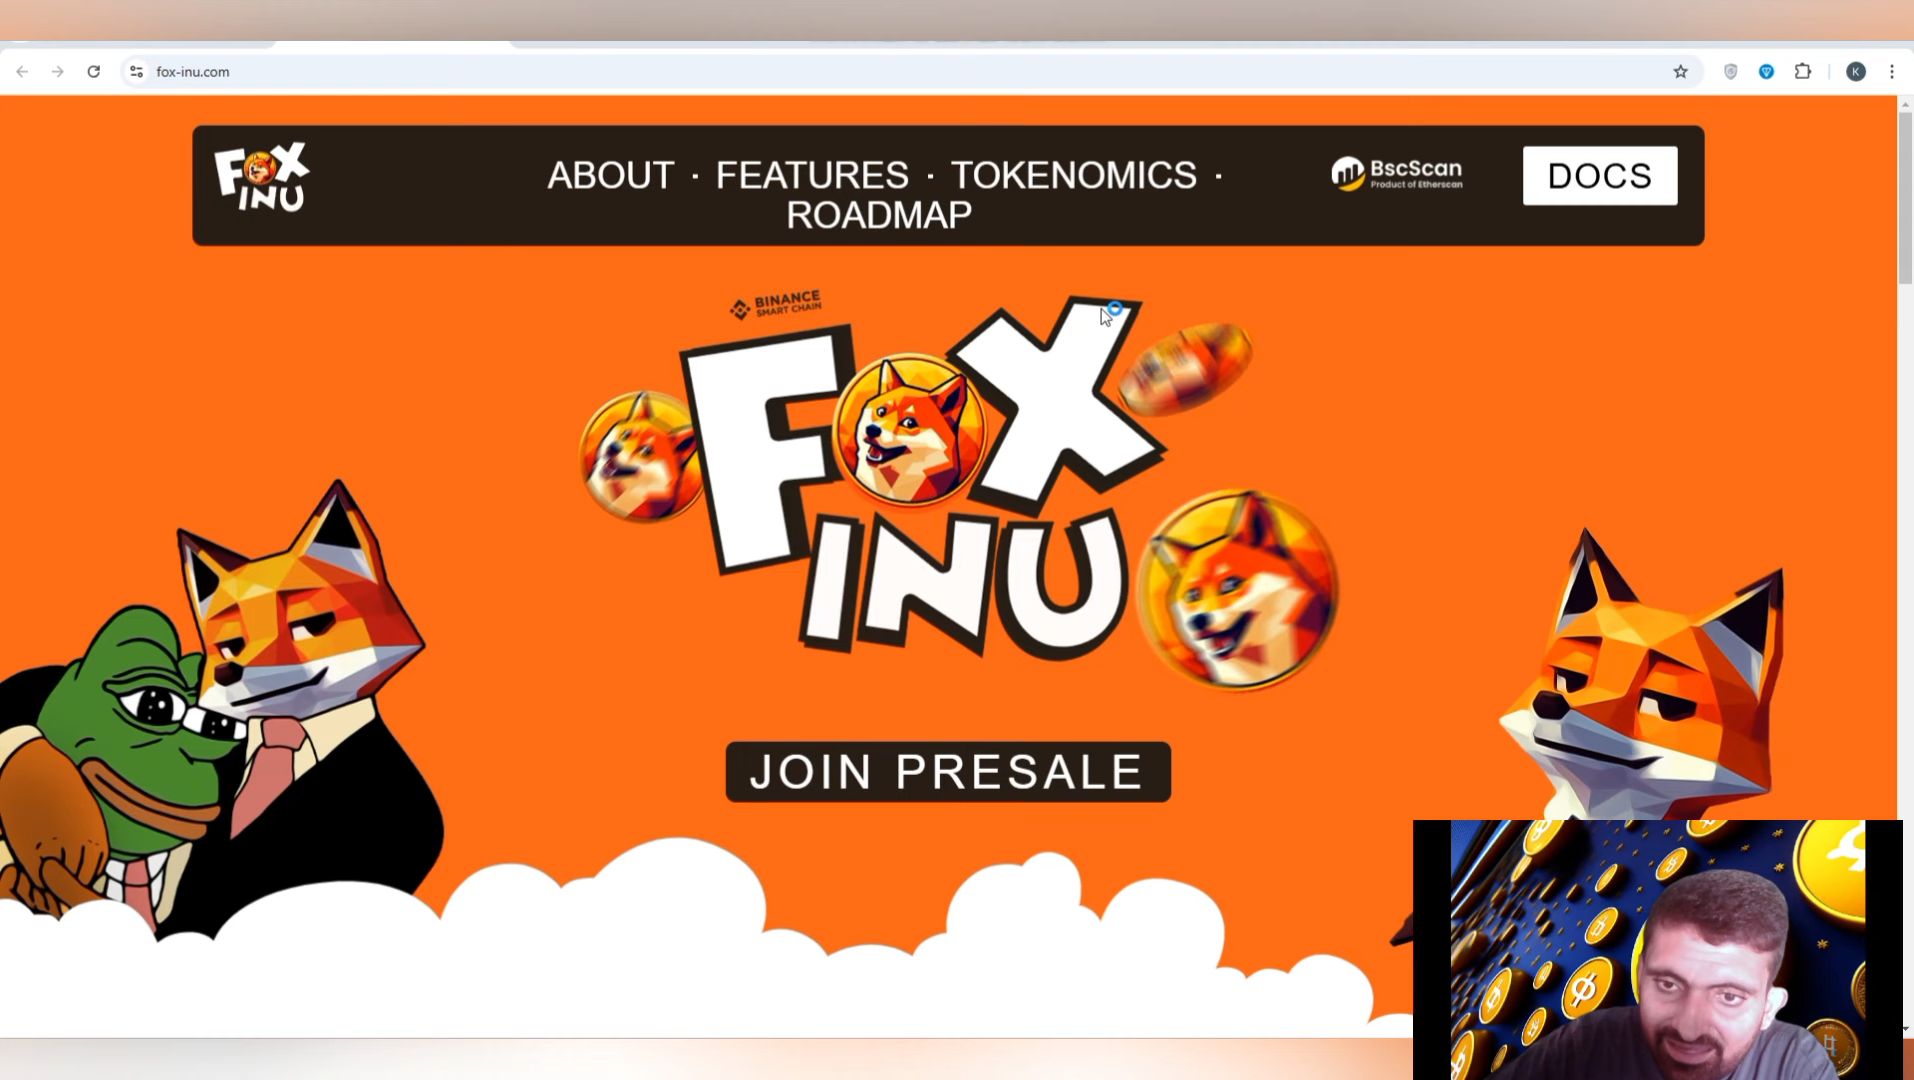 fox-inu.com
K
FOX
INU
ABOUT · FEATURES · TOKENOMICS ·
ROADMAP
BscScan
Product of Etherscan
DOCS
BINANCE
SMART CHAIN
FOX
INU
JOIN PRESALE